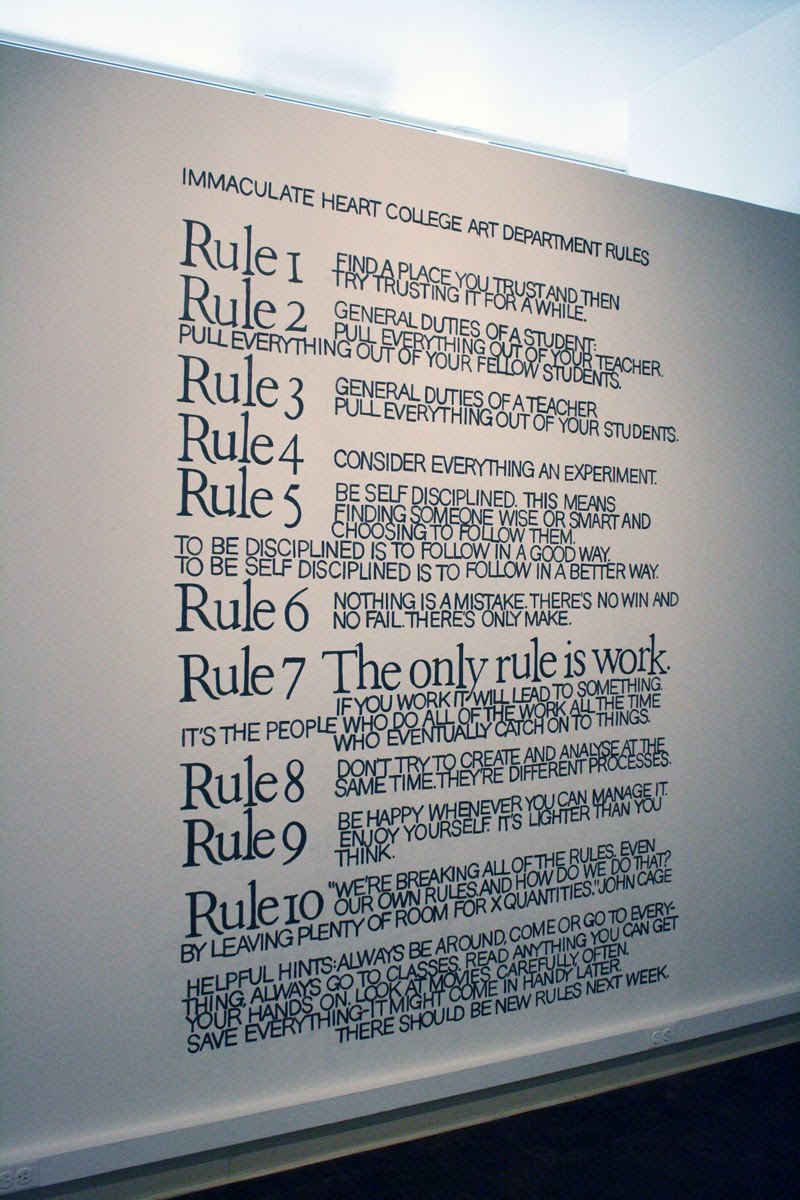 IMMACULATE HEART COLLEGE ART DEPARTMENT RULES
Rule 1 FIND A PLACE YOU TRUST AND THEN
TRY TRUSTING IT FOR A WHILE.
Rule 2 GENERAL DUTIES OF A STUDENT:
PULL EVERYTHING OUT OF YOUR TEACHER.
PULL EVERYTHING OUT OF YOUR FELLOW STUDENTS.
Rule 3 GENERAL DUTIES OF A TEACHER
PULL EVERYTHING OUT OF YOUR STUDENTS.
Rule 4 CONSIDER EVERYTHING AN EXPERIMENT.
Rule 5 BE SELF DISCIPLINED. THIS MEANS
FINDING SOMEONE WISE OR SMART AND
CHOOSING TO FOLLOW THEM.
TO BE DISCIPLINED IS TO FOLLOW IN A GOOD WAY.
TO BE SELF DISCIPLINED IS TO FOLLOW IN A BETTER WAY.
Rule 6 NOTHING IS A MISTAKE. THERE'S NO WIN AND
NO FAIL. THERE'S ONLY MAKE.
Rule 7 The only rule is work.
IF YOU WORK IT WILL LEAD TO SOMETHING.
IT'S THE PEOPLE WHO DO ALL OF THE WORK ALL THE TIME
WHO EVENTUALLY CATCH ON TO THINGS.
Rule 8 DON'T TRY TO CREATE AND ANALYSE AT THE
SAME TIME. THEY'RE DIFFERENT PROCESSES.
Rule 9 BE HAPPY WHENEVER YOU CAN MANAGE IT.
ENJOY YOURSELF. IT'S LIGHTER THAN YOU
THINK.
Rule 10 "WE'RE BREAKING ALL OF THE RULES. EVEN
OUR OWN RULES. AND HOW DO WE DO THAT?
BY LEAVING PLENTY OF ROOM FOR X QUANTITIES." JOHN CAGE
HELPFUL HINTS: ALWAYS BE AROUND, COME OR GO TO EVERY-
THING, ALWAYS GO TO CLASSES. READ ANYTHING YOU CAN GET
YOUR HANDS ON. LOOK AT MOVIES CAREFULLY, OFTEN.
SAVE EVERYTHING-IT MIGHT COME IN HANDY LATER.
THERE SHOULD BE NEW RULES NEXT WEEK.